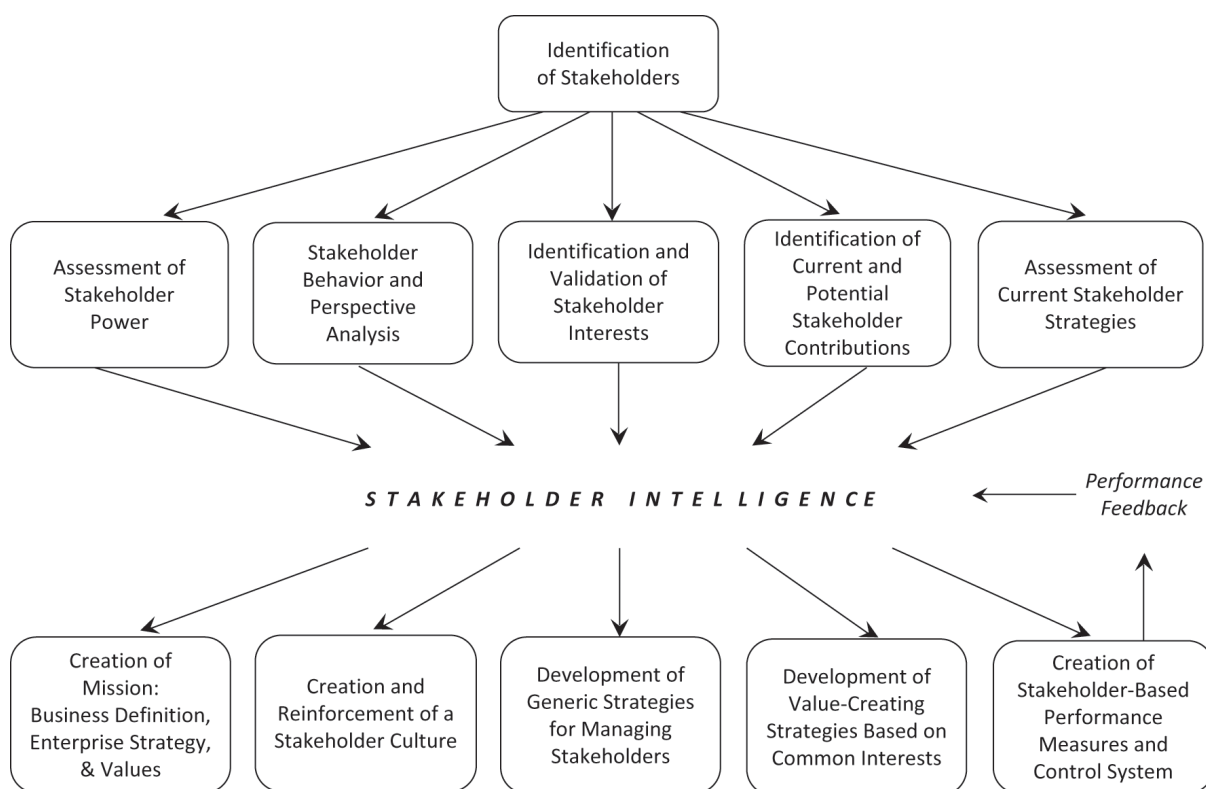 Identification
of Stakeholders
Assessment of
Stakeholder
Power
Stakeholder
Behavior and
Perspective
Analysis
Identification and
Validation of
Stakeholder
Interests
Identification of
Current and
Potential
Stakeholder
Contributions
Assessment of
Current Stakeholder
Strategies
STAKEHOLDER INTELLIGENCE
Performance
Feedback
Creation of
Mission:
Business Definition,
Enterprise Strategy,
& Values
Creation and
Reinforcement of a
Stakeholder Culture
Development of
Generic Strategies
for Managing
Stakeholders
Development of
Value-Creating
Strategies Based on
Common Interests
Creation of
Stakeholder-Based
Performance
Measures and
Control System